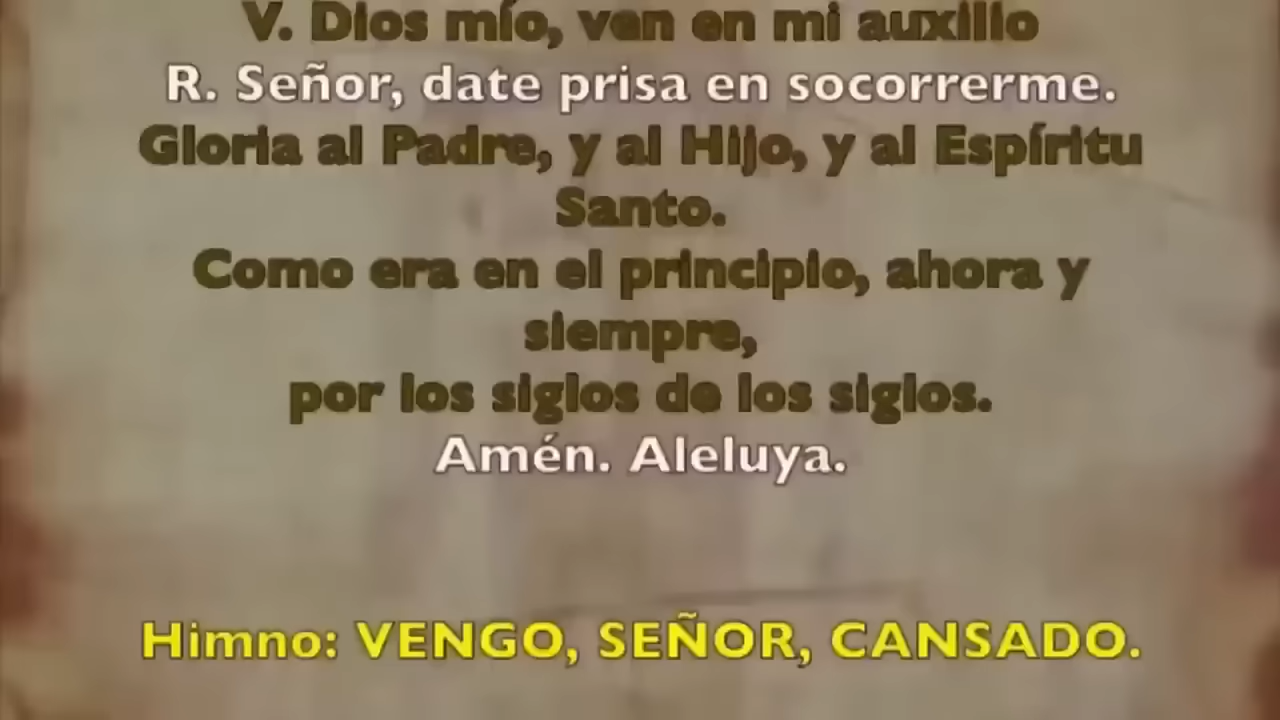 V. Dios mío, ven en mi auxilio
R. Señor, date prisa en socorrerme.
Gloria al Padre, y al Hijo, y al Espíritu
Santo.
Como era en el principio, ahora y
siempre,
por los siglos de los siglos.
Amén. Aleluya.
Himno: VENGO, SEÑOR, CANSADO.